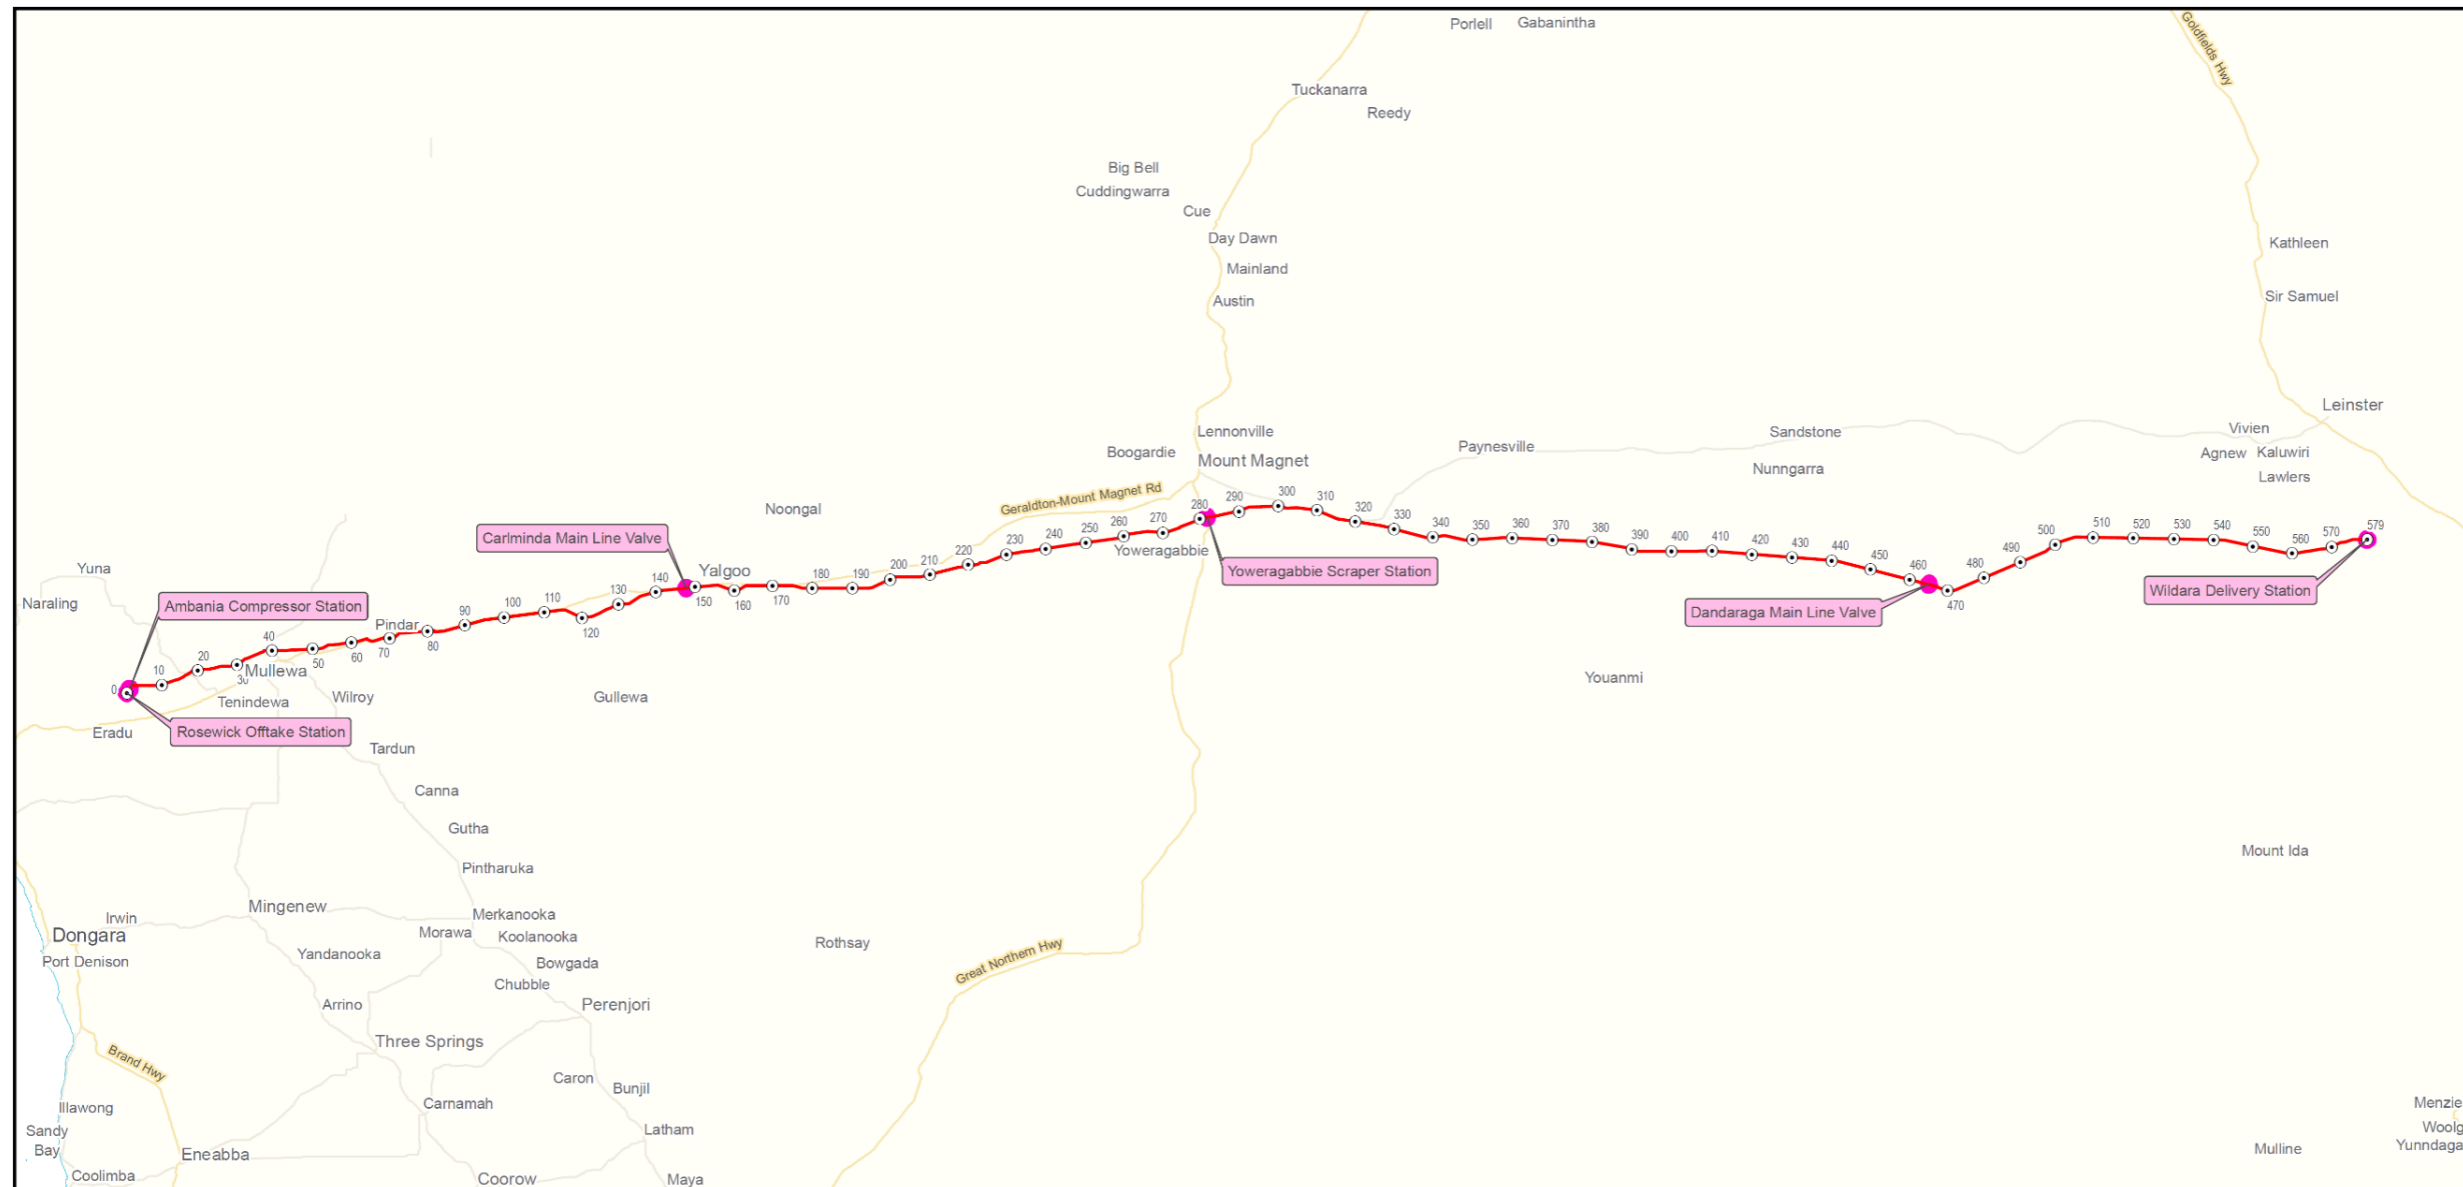 Porlell
Gabanintha
Goldfields Hwy
Tuckanarra
Reedy
Big Bell
Cuddingwarra
Cue
Day Dawn
Mainland
Austin
Kathleen
Sir Samuel
Leinster
Lennonville
Boogardie
Mount Magnet
Paynesville
Sandstone
Nunngarra
Vivien
Agnew
Kaluwiri
Lawlers
Geraldton-Mount Magnet Rd
Noongal
Carlminda Main Line Valve
Yoweragabbie
Yoweragabbie Scraper Station
Yalgoo
Yuna
Naraling
Ambania Compressor Station
Pindar
Mullewa
Tenindewa
Wilroy
Gullewa
Eradu
Rosewick Offtake Station
Dandaraga Main Line Valve
Wildara Delivery Station
Youanmi
0
10
20
30
40
50
60
70
80
90
100
110
120
130
140
150
160
170
180
190
200
210
220
230
240
250
260
270
280
290
300
310
320
330
340
350
360
370
380
390
400
410
420
430
440
450
460
470
480
490
500
510
520
530
540
550
560
570
579
Tardun
Canna
Gutha
Pintharuka
Mount Ida
Mingenew
Irwin
Dongara
Port Denison
Merkanooka
Morawa
Koolanooka
Yandanooka
Bowgada
Chubble
Rothsay
Great Northern Hwy
Arrino
Perenjori
Three Springs
Brand Hwy
Caron
Bunjil
Illawong
Carnamah
Sandy
Bay
Latham
Eneabba
Coolimba
Coorow
Maya
Menzie
Woolg
Yunndaga
Mulline